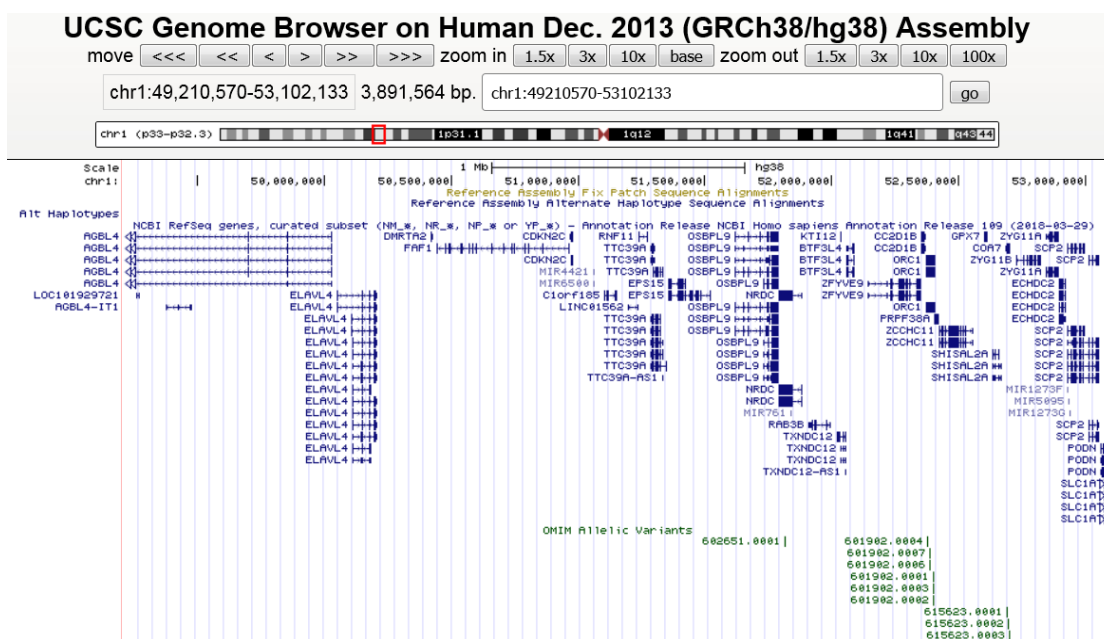 UCSC Genome Browser on Human Dec. 2013 (GRCh38/hg38) Assembly
move <<< << < > >> >>> zoom in 1.5x 3x 10x base zoom out 1.5x 3x 10x 100x
chr1:49,210,570-53,102,133 3,891,564 bp. chr1:49210570-53102133 go
chr1 (p33-p32.3) 1p31.1 1q12 1q41 q43 44
Scale 1 Mb hg38
chr1: 50,000,000 50,500,000 51,000,000 51,500,000 52,000,000 52,500,000 53,000,000
Reference Assembly Fix Patch Sequence Alignments
Reference Assembly Alternate Haplotype Sequence Alignments
Alt Haplotypes
NCBI RefSeq genes, curated subset (NM_*, NR_*, NP_* or YP_*) - Annotation Release NCBI Homo sapiens Annotation Release 109 (2018-03-29)
AGBL4 DMRTA2 CDKN2C RNF11 OSBPL9 KTI12 CC2D1B GPX7 ZYG11A SCP2
AGBL4 FAF1 TTC39A OSBPL9 BTF3L4 CC2D1B COA7 SCP2
AGBL4 CDKN2C TTC39A OSBPL9 BTF3L4 ORC1 ZYG11B SCP2
AGBL4 MIR4421 TTC39A OSBPL9 BTF3L4 ORC1 ZYG11A
AGBL4 MIR6500 EPS15 OSBPL9 ZFYVE9 ECHDC2
LOC101929721 ELAVL4 C1orf185 EPS15 NRDC ZFYVE9 ECHDC2
AGBL4-IT1 ELAVL4 LINC01562 OSBPL9 ORC1 ECHDC2
ELAVL4 TTC39A OSBPL9 PRPF38A ECHDC2
ELAVL4 TTC39A OSBPL9 ZCCHC11 SCP2
ELAVL4 TTC39A OSBPL9 ZCCHC11 SCP2
ELAVL4 TTC39A OSBPL9 SHISAL2A SCP2
ELAVL4 TTC39A OSBPL9 SCP2
ELAVL4 TTC39A-AS1 OSBPL9 SHISAL2A SCP2
ELAVL4 NRDC MIR1273F
ELAVL4 NRDC MIR5095
ELAVL4 MIR761 MIR1273G
ELAVL4 RAB3B SCP2
ELAVL4 TXNDC12 SCP2
ELAVL4 TXNDC12 PODN
ELAVL4 TXNDC12 PODN
TXNDC12-AS1 PODN
SLC1A7
SLC1A7
SLC1A7
SLC1A7
OMIM Allelic Variants
602651.0001 601902.0004
601902.0007
601902.0006
601902.0001
601902.0003
601902.0002
615623.0001
615623.0002
615623.0003